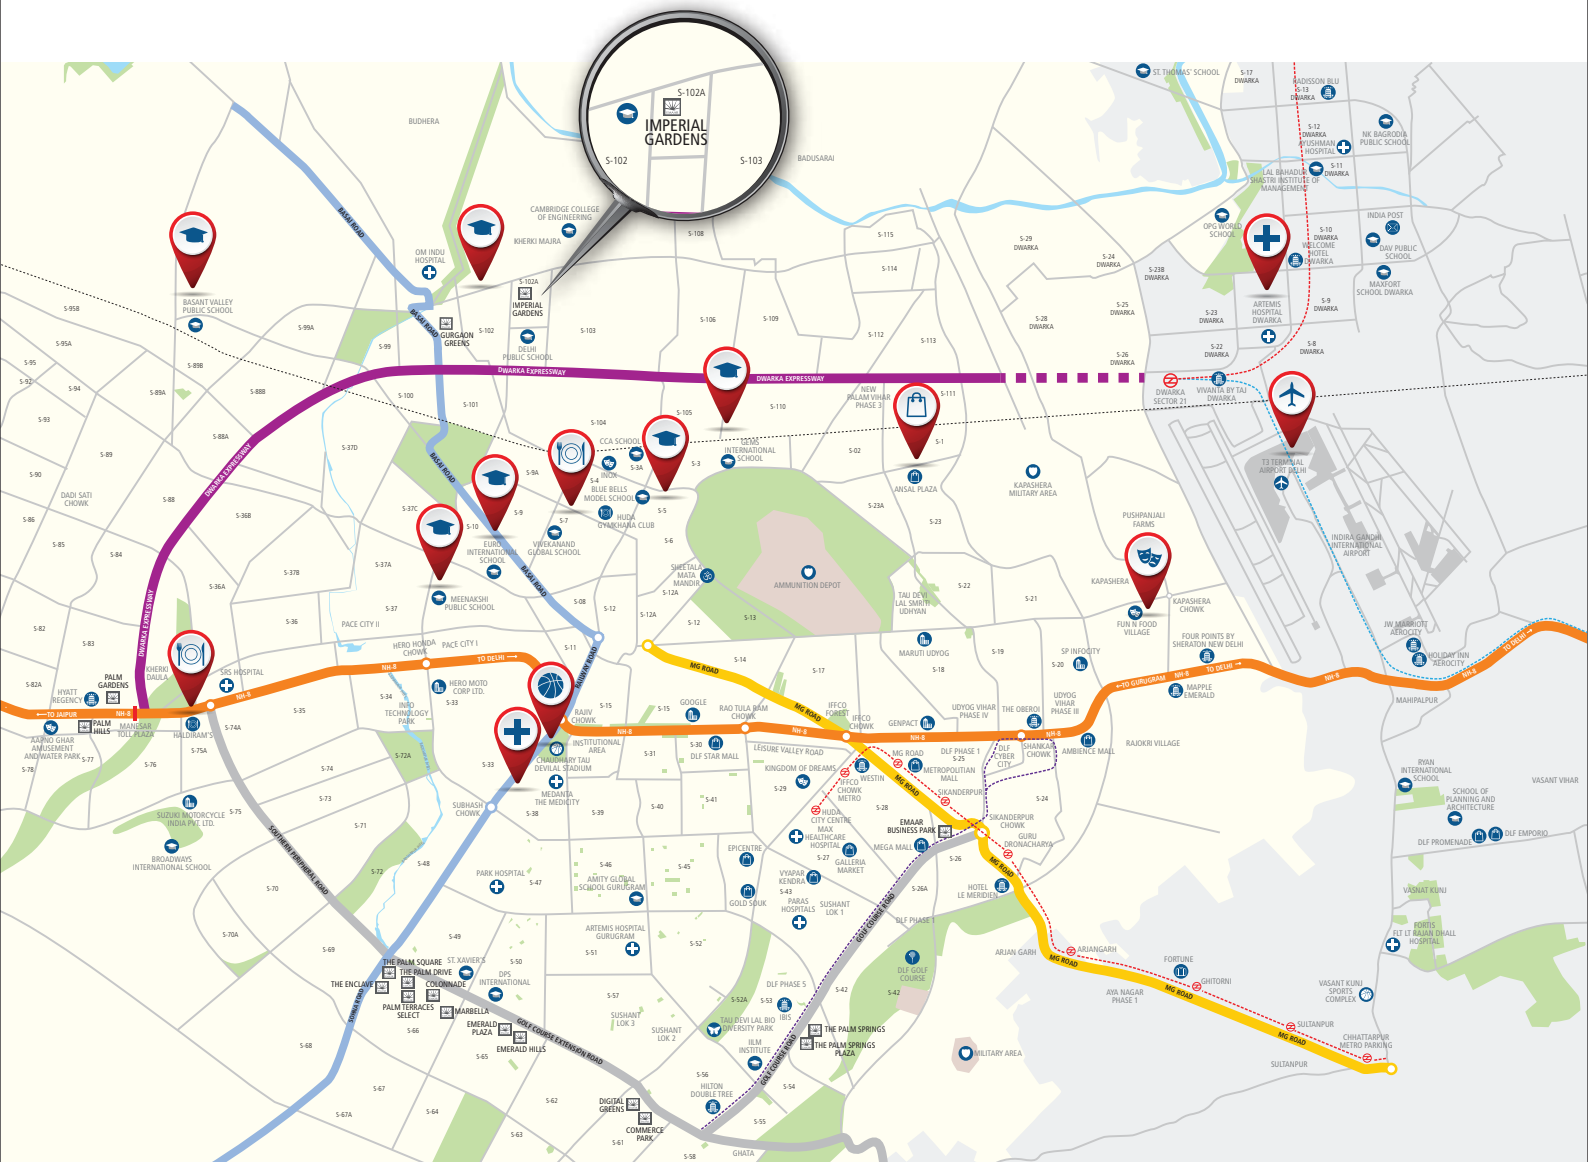 S-102A
IMPERIAL
GARDENS
S-102
S-103
BUDHERA
BADUSARAI
ST. THOMAS' SCHOOL
S-17
DWARKA
RADISSON BLU
S-13
DWARKA
S-12
DWARKA
AYUSHMAN
HOSPITAL
NK BAGRODIA
PUBLIC SCHOOL
S-11
DWARKA
LAL BAHADUR
SHASTRI INSTITUTE OF
MANAGEMENT
OPG WORLD
SCHOOL
INDIA POST
S-10
DWARKA
WELCOME
HOTEL
DWARKA
DAV PUBLIC
SCHOOL
MAXFORT
SCHOOL DWARKA
BASAI ROAD
CAMBRIDGE COLLEGE
OF ENGINEERING
KHERKI MAJRA
OM INDU
HOSPITAL
S-108
S-115
S-114
S-29
DWARKA
S-24
DWARKA
S-23B
DWARKA
S-102A
IMPERIAL
GARDENS
BASANT VALLEY
PUBLIC SCHOOL
S-95B
S-99A
BASAI ROAD
GURGAON
GREENS
S-102
S-103
DELHI
PUBLIC SCHOOL
S-106
S-109
S-112
S-113
S-28
DWARKA
S-25
DWARKA
S-23
DWARKA
ARTEMIS
HOSPITAL
DWARKA
S-9
DWARKA
S-8
DWARKA
S-22
DWARKA
S-26
DWARKA
S-95A
S-95
S-92
S-94
S-93
S-89B
S-89A
S-88B
S-99
DWARKA EXPRESSWAY
DWARKA EXPRESSWAY
NEW
PALAM VIHAR
PHASE 3
S-111
DWARKA
SECTOR 21
VIVANTA BY TAJ
DWARKA
S-100
S-101
S-104
S-105
S-110
S-1
S-02
S-88A
S-89
S-90
DADI SATI
CHOWK
S-88
S-86
S-85
S-84
DWARKA EXPRESSWAY
S-37D
BASAI ROAD
S-9A
CCA SCHOOL
INOX
S-3A
S-4
BLUE BELLS
MODEL SCHOOL
S-3
GEMS
INTERNATIONAL
SCHOOL
HUDA
GYMKHANA CLUB
S-5
S-6
S-7
VIVEKANAND
GLOBAL SCHOOL
S-9
S-10
EURO
INTERNATIONAL
SCHOOL
S-37C
S-36B
ANSAL PLAZA
KAPASHERA
MILITARY AREA
T3 TERMINAL
AIRPORT DELHI
INDIRA GANDHI
INTERNATIONAL
AIRPORT
PUSHPANJALI
FARMS
S-23A
S-23
KAPASHERA
KAPASHERA
CHOWK
FUN N FOOD
VILLAGE
SHEETALA
MATA
MANDIR
AMMUNITION DEPOT
TAU DEVI
LAL SMRITI
UDHYAN
S-22
S-21
S-37A
S-37B
S-36A
S-37
S-36
MEENAKSHI
PUBLIC SCHOOL
BASAI ROAD
S-08
S-12
S-12A
S-12A
S-12
S-13
PACE CITY II
PACE CITY I
HERO HONDA
CHOWK
DWARKA EXPRESSWAY
S-82
S-83
S-82A
KHERKI
DAULA
SRS HOSPITAL
PALM
GARDENS
HYATT
REGENCY
NH-8
TO DELHI
S-11
RAILWAY ROAD
MG ROAD
S-14
S-17
MARUTI UDYOG
S-18
S-19
SP INFOCITY
S-20
FOUR POINTS BY
SHERATON NEW DELHI
JW MARRIOTT
AEROCITY
HOLIDAY INN
AEROCITY
TO DELHI
←TO GURUGRAM
NH-8
TO DELHI
NH-8
NH-8
MAHIPALPUR
MAPPLE
EMERALD
←TO JAIPUR
NH-8
NH-8
PALM
HILLS
MANESAR
TOLL PLAZA
HALDIRAM'S
AAPNO GHAR
AMUSEMENT
AND WATER PARK
S-78
S-77
S-76
S-75A
S-74A
S-35
S-34
INFO
TECHNOLOGY
PARK
HERO MOTO
CORP LTD.
S-33
S-15
S-15
RAJIV
CHOWK
GOOGLE
MG ROAD
RAO TULA RAM
CHOWK
IFFCO
FOREST
IFFCO
CHOWK
GENPACT
UDYOG VIHAR
PHASE IV
THE OBEROI
UDYOG
VIHAR
PHASE III
NH-8
NH-8
NH-8
NH-8
INSTITUTIONAL
AREA
CHAUDHARY TAU
DEVILAL STADIUM
MEDANTA
THE MEDICITY
S-31
S-30
DLF STAR MALL
LEISURE VALLEY ROAD
MG ROAD
DLF PHASE 1
S-25
DLF
CYBER
CITY
SHANKAR
CHOWK
AMBIENCE MALL
RAJOKRI VILLAGE
KINGDOM OF DREAMS
S-29
IFFCO
CHOWK
METRO
WESTIN
METROPOLITIAN
MALL
MG ROAD
SIKANDERPUR
S-24
S-28
SIKANDERPUR
CHOWK
RYAN
INTERNATIONAL
SCHOOL
VASANT VIHAR
SCHOOL OF
PLANNING AND
ARCHITECTURE
DLF PROMENADE
DLF EMPORIO
S-72A
S-33
S-74
S-73
S-75
S-71
S-72
SUZUKI MOTORCYCLE
INDIA PVT. LTD.
BROADWAYS
INTERNATIONAL SCHOOL
SOUTHERN PERIPHERAL ROAD
SUBHASH
CHOWK
S-38
S-39
S-40
S-41
HUDA
CITY CENTRE
MAX
HEALTHCARE
HOSPITAL
EMAAR
BUSINESS PARK
GURU
DRONACHARYA
MEGA MALL
MG ROAD
EPICENTRE
S-27
GALLERIA
MARKET
S-26
S-26A
VYAPAR
KENDRA
S-43
HOTEL
LE MERIDIEN
S-48
PARK HOSPITAL
S-47
S-46
S-45
AMITY GLOBAL
SCHOOL GURUGRAM
GOLD SOUK
PARAS
HOSPITALS
SUSHANT
LOK 1
GOLF COURSE ROAD
DLF PHASE 1
VASNAT KUNJ
FORTIS
FLT LT RAJAN DHALL
HOSPITAL
S-70
S-70A
S-69
S-49
S-50
S-51
S-52
ARTEMIS HOSPITAL
GURUGRAM
ARJAN GARH
ARJANGARH
MG ROAD
FORTUNE
GHITORNI
AYA NAGAR
PHASE 1
MG ROAD
VASANT KUNJ
SPORTS
COMPLEX
DLF GOLF
COURSE
THE PALM SQUARE
THE PALM DRIVE
THE ENCLAVE
COLONNADE
ST. XAVIER'S
DPS
INTERNATIONAL
PALM TERRACES
SELECT
MARBELLA
SOHNA ROAD
DLF PHASE 5
S-42
S-42
S-57
SUSHANT
LOK 3
S-52A
S-53
IBIS
S-66
EMERALD
PLAZA
EMERALD HILLS
GOLF COURSE EXTENSION ROAD
SUSHANT
LOK 2
TAU DEVI LAL BIO
DIVERSITY PARK
THE PALM SPRINGS
THE PALM SPRINGS
PLAZA
IILM
INSTITUTE
GOLF COURSE ROAD
MILITARY AREA
SULTANPUR
MG ROAD
CHHATTARPUR
METRO PARKING
SULTANPUR
S-68
S-65
S-67
S-67A
S-64
S-63
S-62
S-56
S-54
HILTON
DOUBLE TREE
DIGITAL
GREENS
COMMERCE
PARK
S-61
S-55
S-58
GHATA